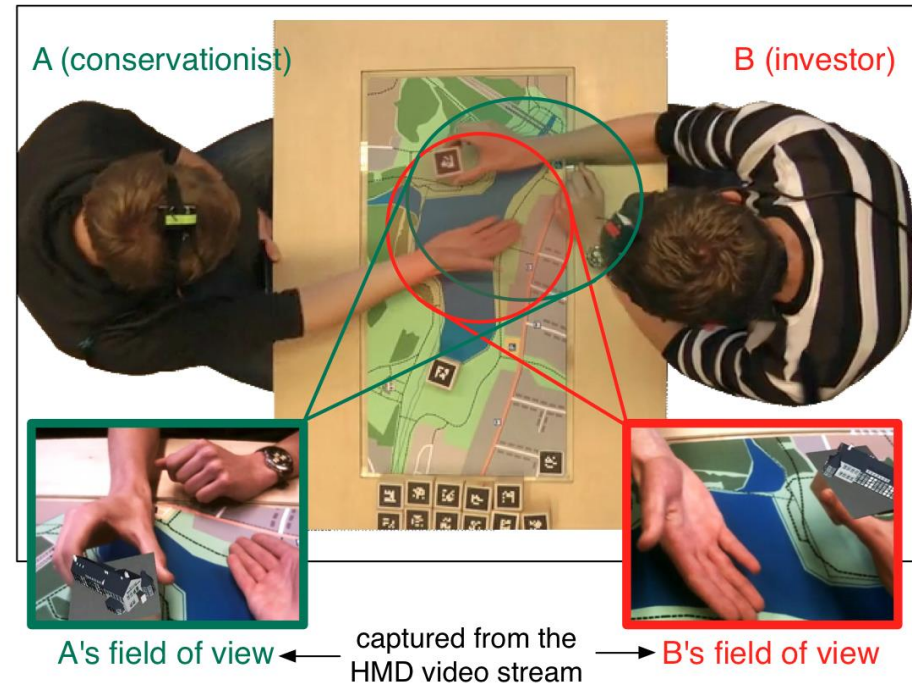 A (conservationist)
B (investor)
A's field of view
captured from the
HMD video stream
B's field of view